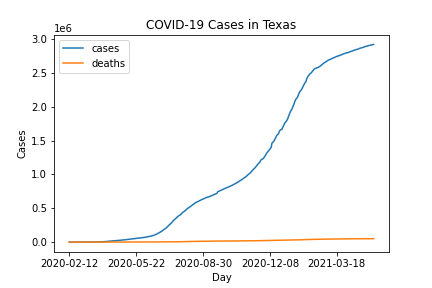 COVID-19 Cases in Texas
1e6
cases
deaths
3.0
2.5
2.0
1.5
1.0
0.5
0.0
Cases
2020-02-12 2020-05-22 2020-08-30 2020-12-08 2021-03-18
Day